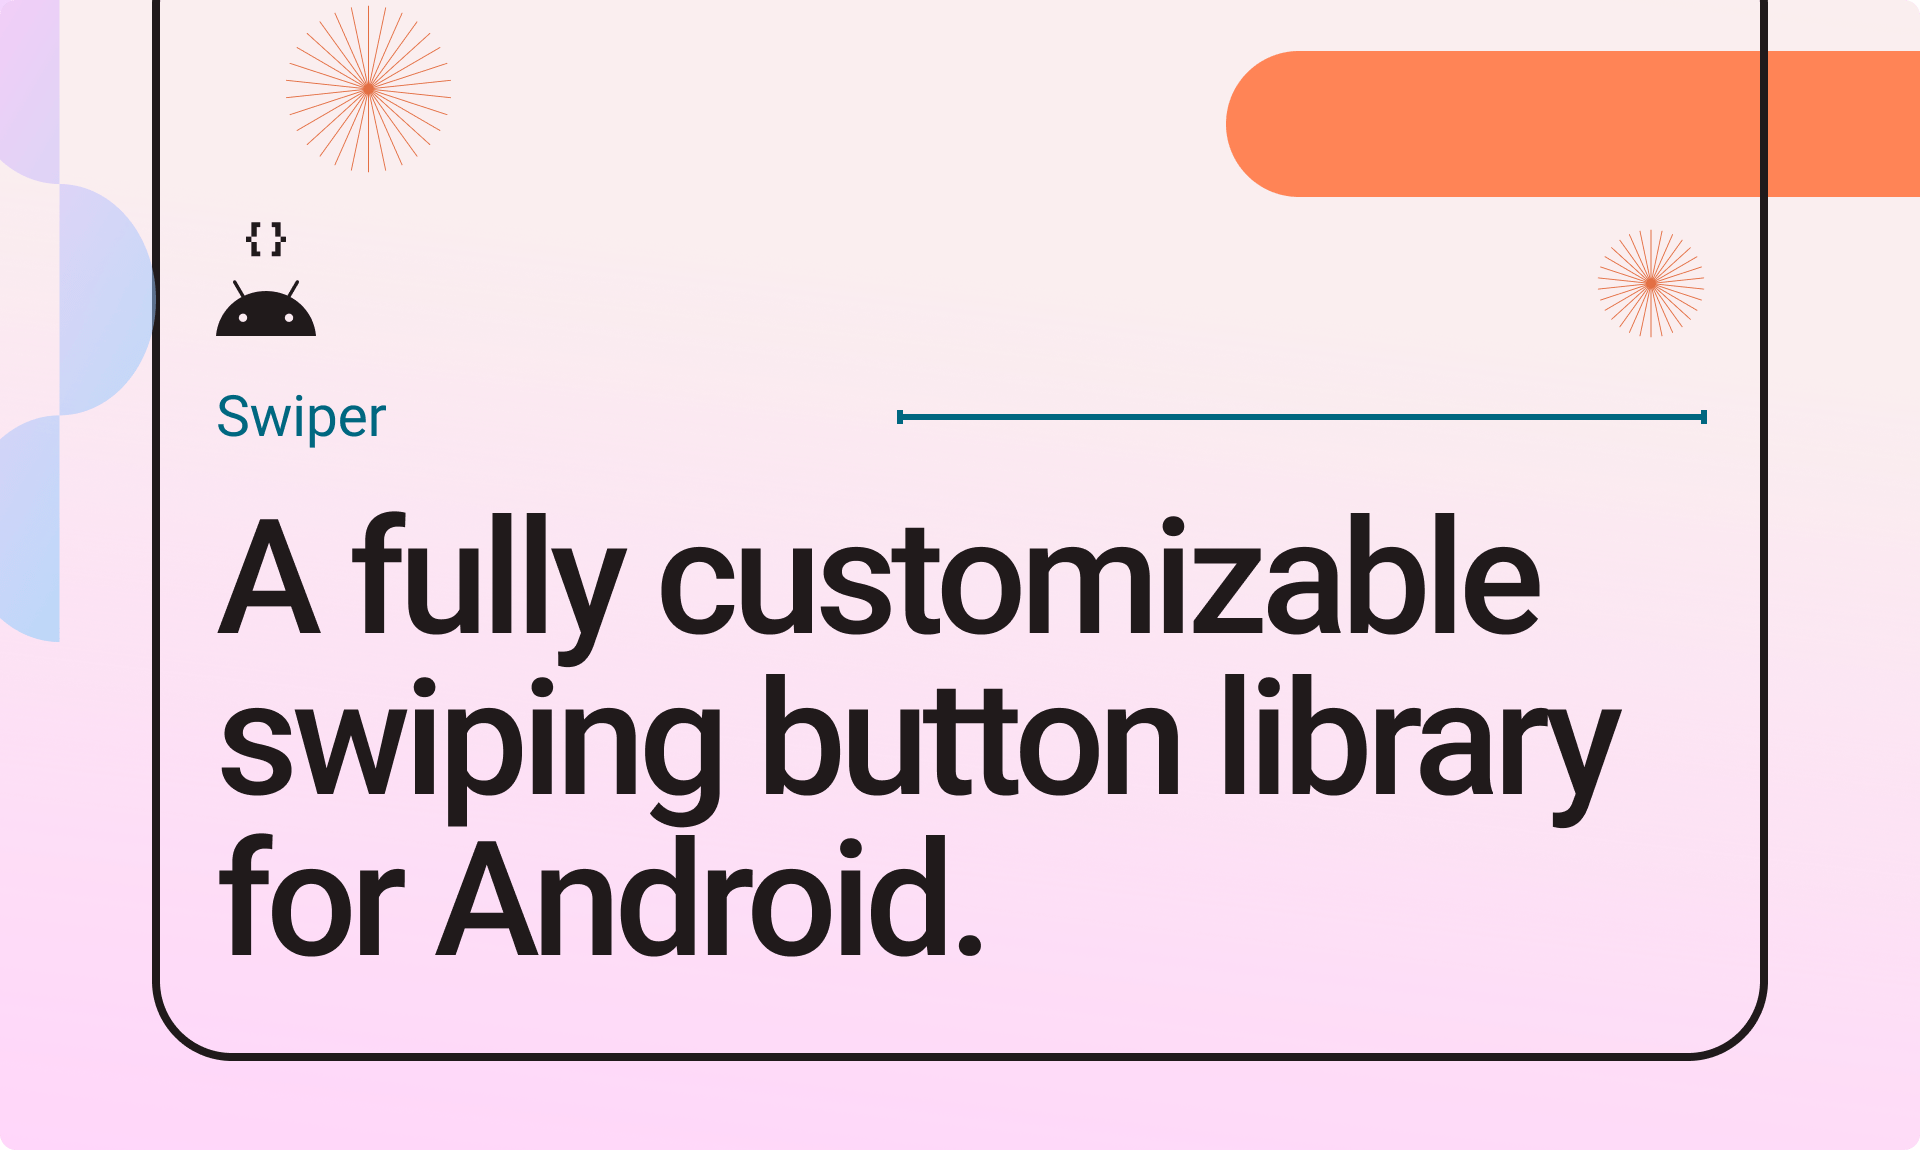 { }
Swiper
A fully customizable
swiping button library
for Android.